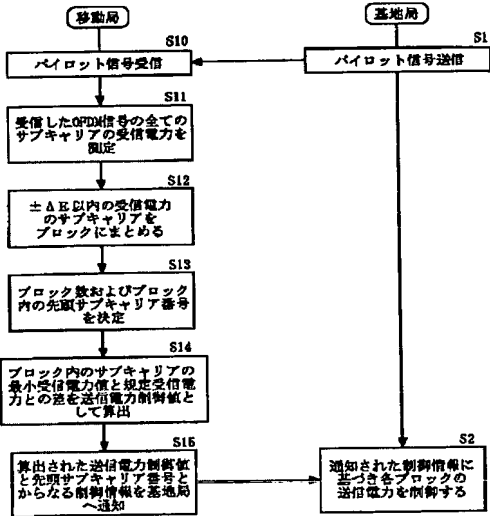 移動局
基地局
S10
S1
パイロット信号受信
パイロット信号送信
S11
受信したOFDM信号の全ての
サブキャリアの受信電力を
測定
S12
±ΔE以内の受信電力
のサブキャリアを
ブロックにまとめる
S13
ブロック数およびブロック
内の先頭サブキャリア番号
を決定
S14
ブロック内のサブキャリアの
最小受信電力値と規定受信電
力との差を送信電力制御値と
して算出
S15
算出された送信電力制御値
と先頭サブキャリア番号と
からなる制御情報を基地局
へ通知
S2
通知された制御情報に
基づき各ブロックの
送信電力を制御する